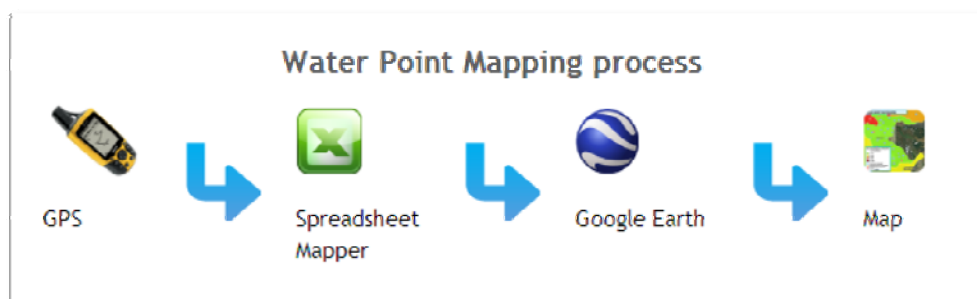 Water Point Mapping process
GPS
Spreadsheet
Mapper
Google Earth
Map